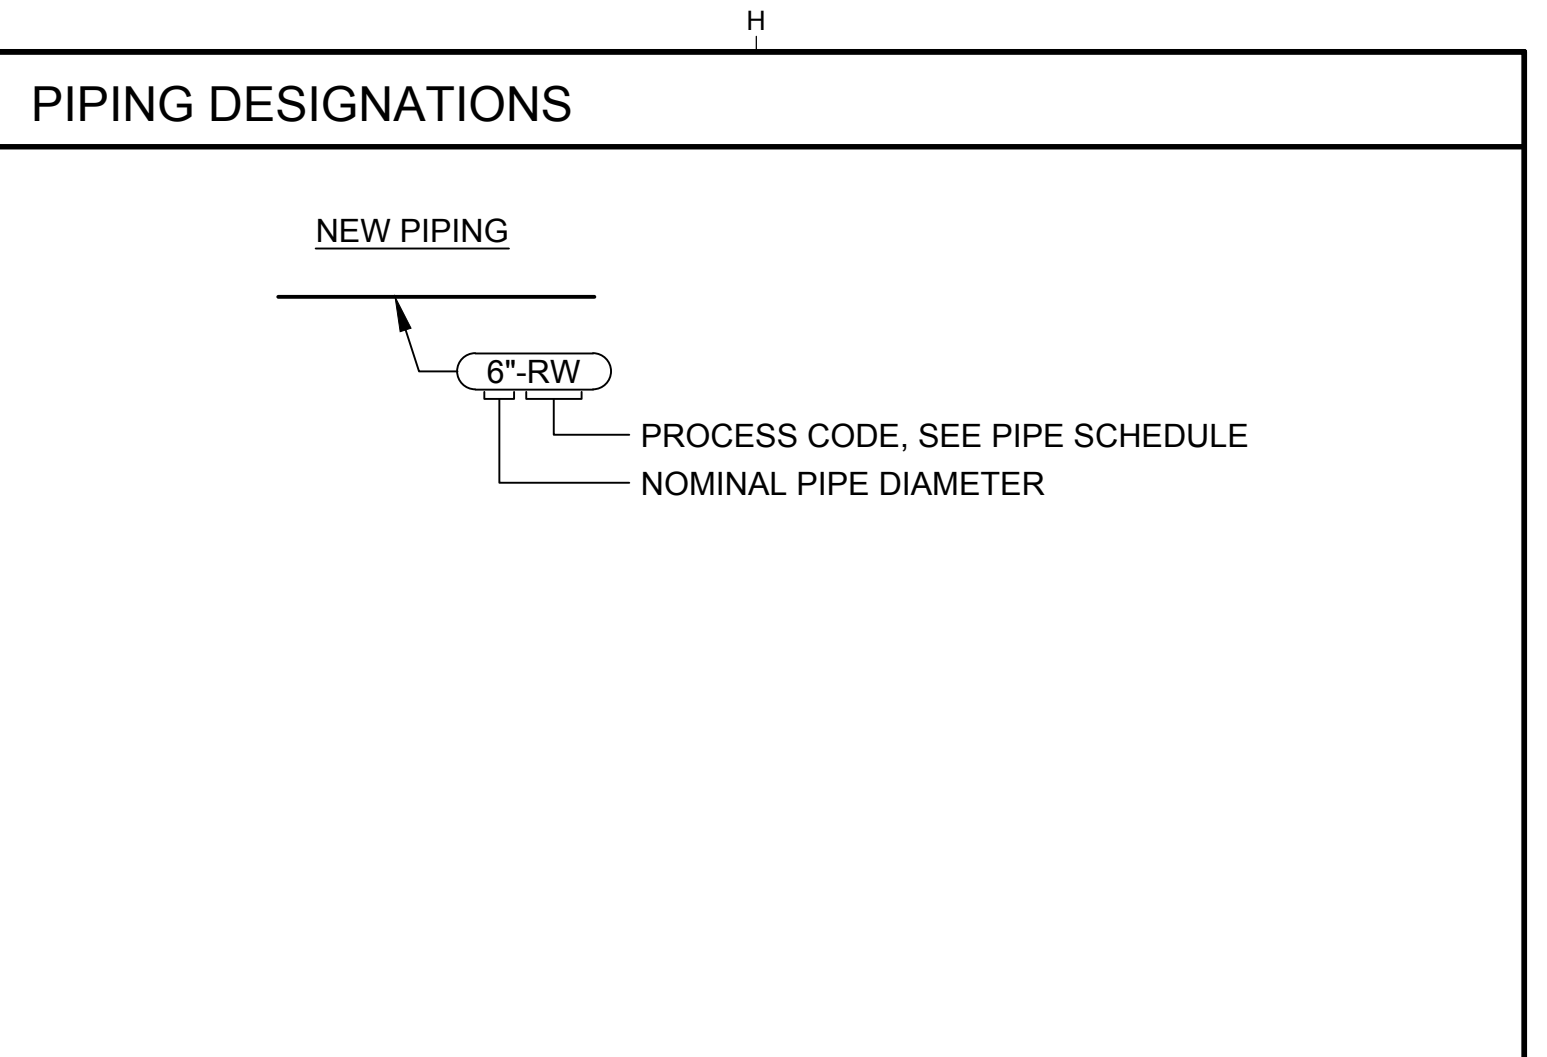 H
PIPING DESIGNATIONS
NEW PIPING
6"-RW
PROCESS CODE, SEE PIPE SCHEDULE
NOMINAL PIPE DIAMETER